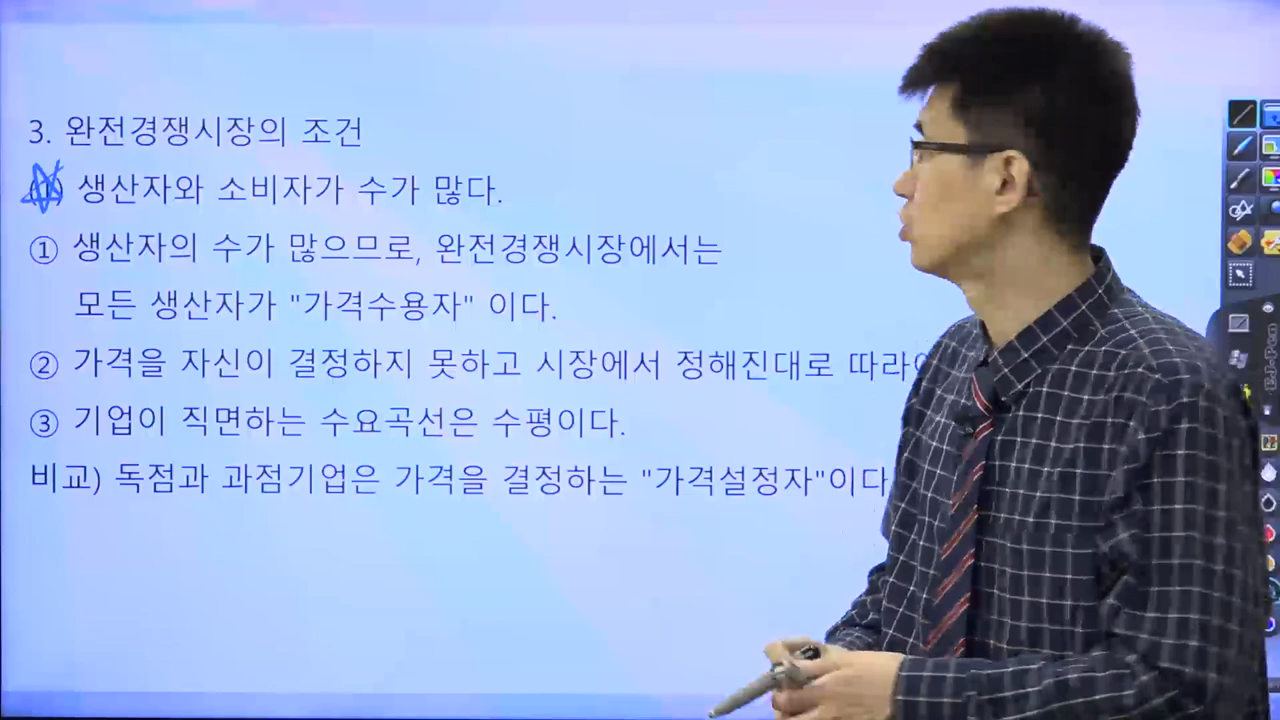 3. 완전경쟁시장의 조건
(1) 생산자와 소비자가 수가 많다.
① 생산자의 수가 많으므로, 완전경쟁시장에서는
모든 생산자가 "가격수용자" 이다.
② 가격을 자신이 결정하지 못하고 시장에서 정해진대로
③ 기업이 직면하는 수요곡선은 수평이다.
비교) 독점과 과점기업은 가격을 결정하는 "가격설정자"이다
EJ-Pen